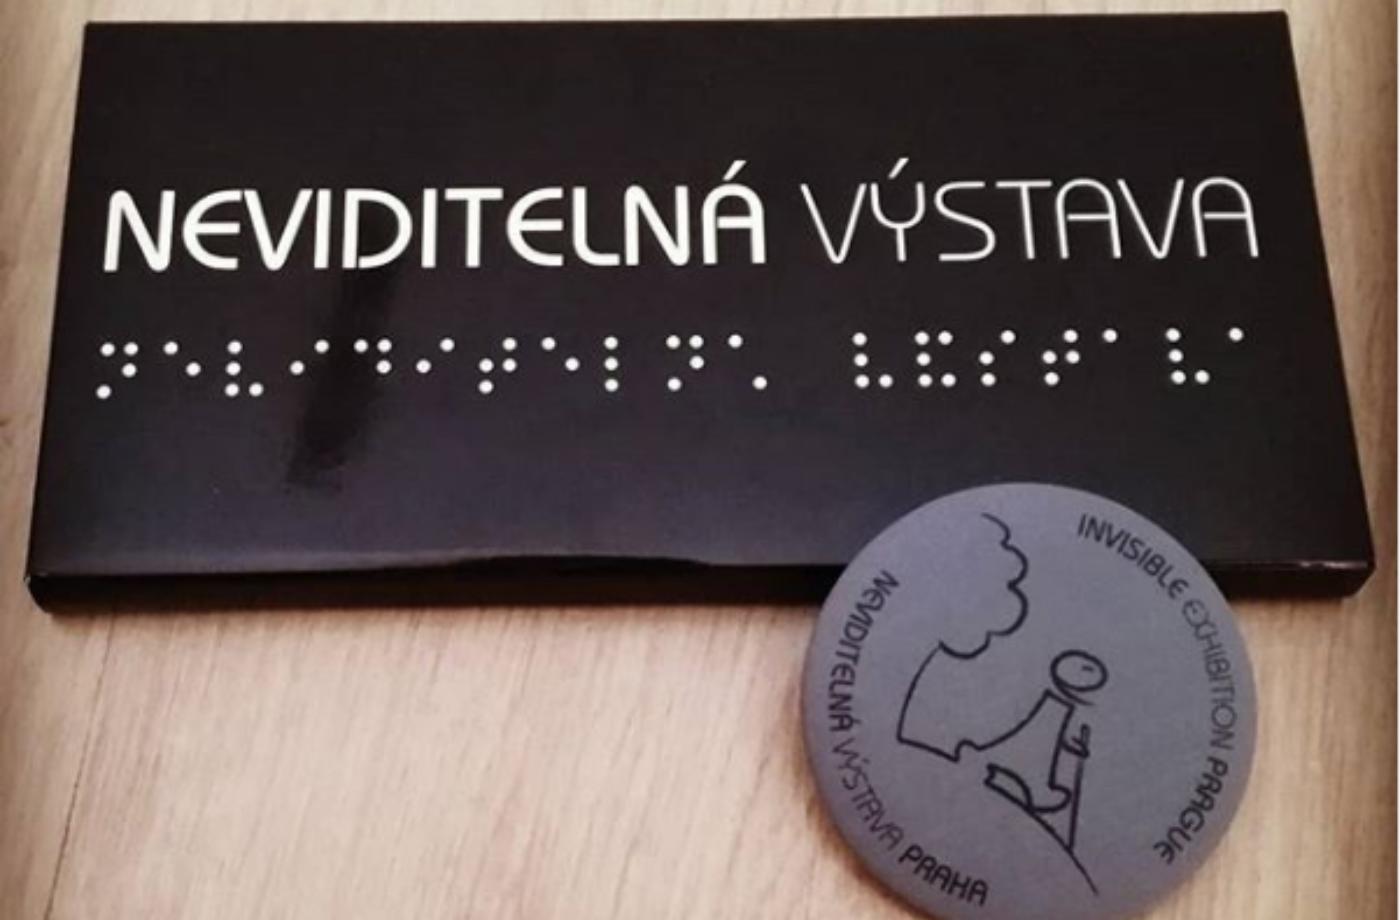 NEVIDITELNÁ VÝSTAVA
⠝⠑⠧⠊⠙⠊⠞⠑⠇⠝⠁⠄ ⠧⠯⠎⠞⠁⠧⠁
INVISIBLE EXHIBITION PRAGUE
NEVIDITELNÁ VÝSTAVA PRAHA